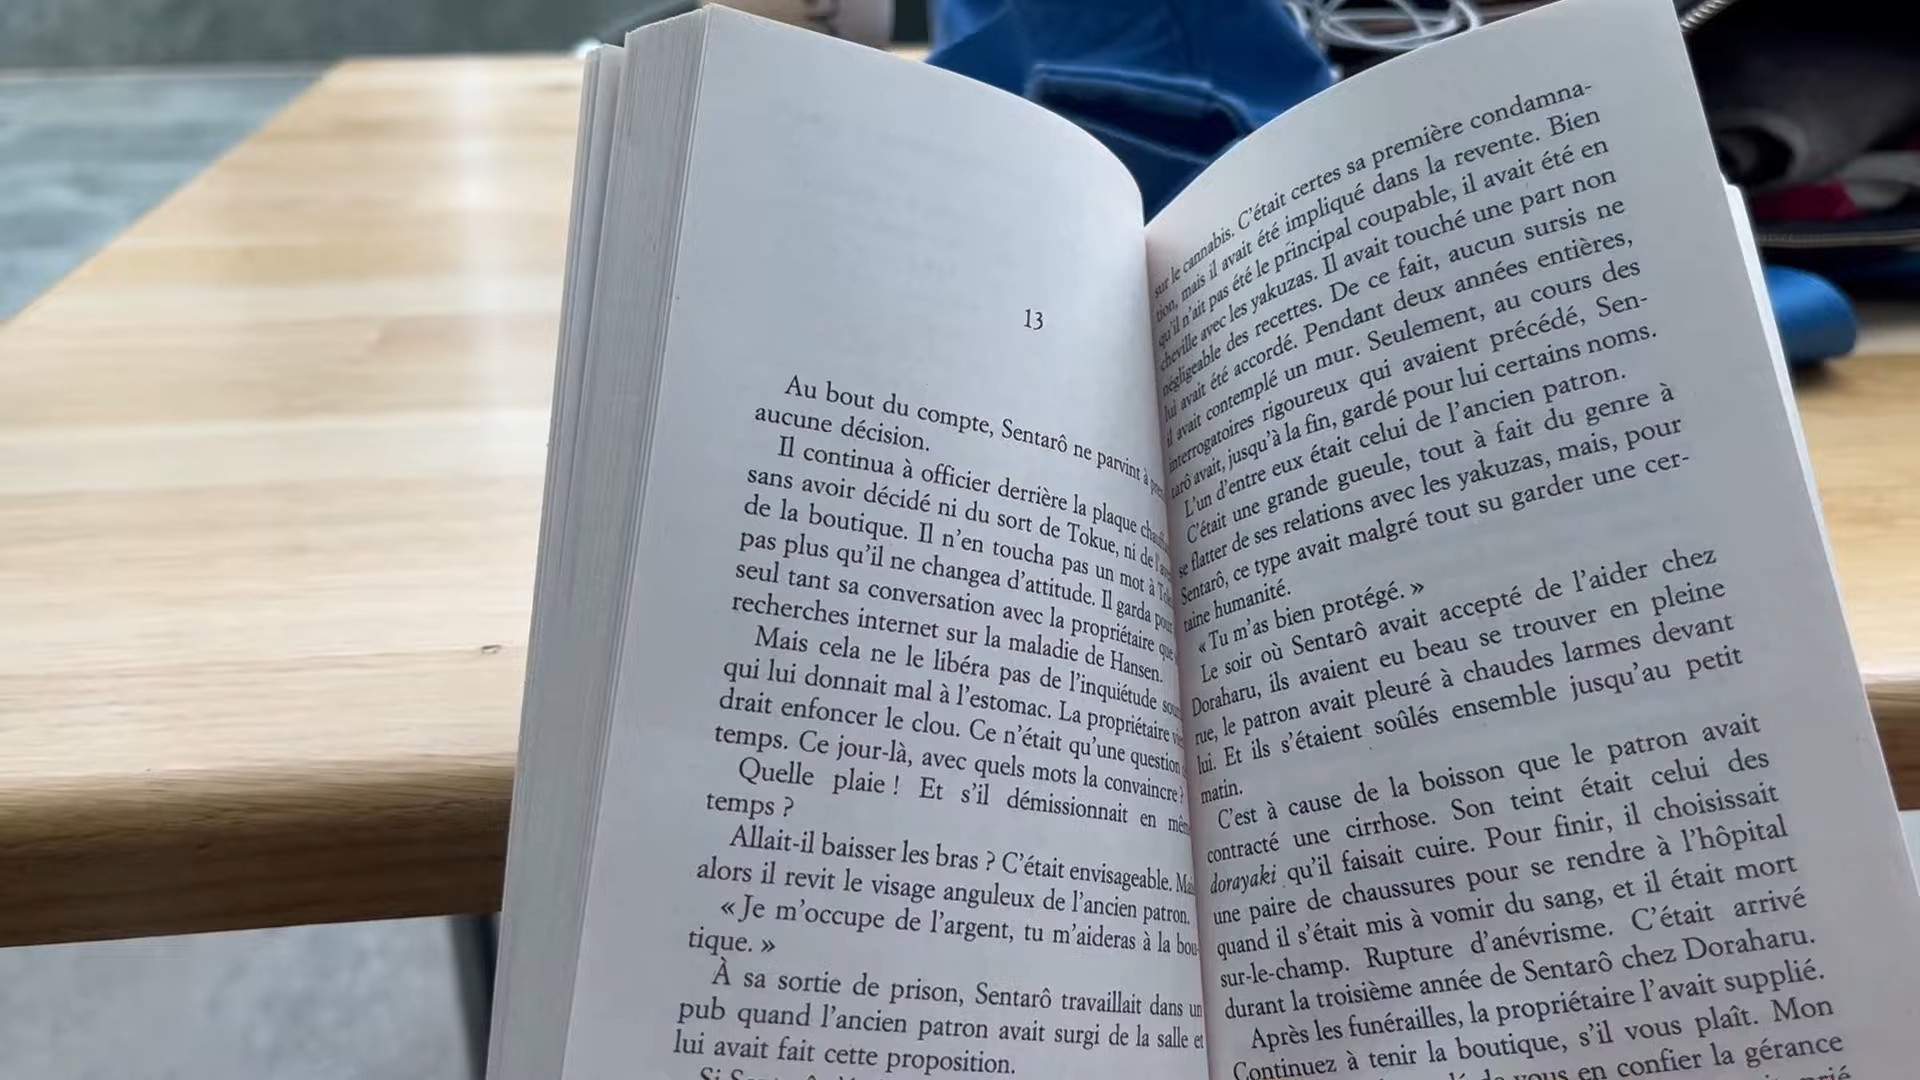 13
Au bout du compte, Sentarô ne parvint à
aucune décision.
Il continua à officier derrière la plaque
sans avoir décidé ni du sort de Tokue, ni de
de la boutique. Il n'en toucha pas un mot à
pas plus qu'il ne changea d'attitude. Il garda
seul tant sa conversation avec la propriétaire que
recherches internet sur la maladie de Hansen.
Mais cela ne le libéra pas de l'inquiétude
qui lui donnait mal à l'estomac. La propriétaire
drait enfoncer le clou. Ce n'était qu'une question
temps. Ce jour-là, avec quels mots la convaincre ?
Quelle plaie ! Et s'il démissionnait en
temps ?
Allait-il baisser les bras ? C'était envisageable.
alors il revit le visage anguleux de l'ancien patron.
« Je m'occupe de l'argent, tu m'aideras à la bou-
tique. »
À sa sortie de prison, Sentarô travaillait dans un
pub quand l'ancien patron avait surgi de la salle et
lui avait fait cette proposition.
sur le cannabis. C'était certes sa première condamna-
tion, mais il avait été impliqué dans la revente. Bien
qu'il n'ait pas été le principal coupable, il avait été en
cheville avec les yakuzas. Il avait touché une part non
négligeable des recettes. De ce fait, aucun sursis ne
lui avait été accordé. Pendant deux années entières,
il avait contemplé un mur. Seulement, au cours des
interrogatoires rigoureux qui avaient précédé, Sen-
tarô avait, jusqu'à la fin, gardé pour lui certains noms.
L'un d'entre eux était celui de l'ancien patron.
C'était une grande gueule, tout à fait du genre à
se flatter de ses relations avec les yakuzas, mais, pour
Sentarô, ce type avait malgré tout su garder une cer-
taine humanité.
« Tu m'as bien protégé. »
Le soir où Sentarô avait accepté de l'aider chez
Doraharu, ils avaient eu beau se trouver en pleine
rue, le patron avait pleuré à chaudes larmes devant
lui. Et ils s'étaient soûlés ensemble jusqu'au petit
matin.
C'est à cause de la boisson que le patron avait
contracté une cirrhose. Son teint était celui des
dorayaki qu'il faisait cuire. Pour finir, il choisissait
une paire de chaussures pour se rendre à l'hôpital
quand il s'était mis à vomir du sang, et il était mort
sur-le-champ. Rupture d'anévrisme. C'était arrivé
durant la troisième année de Sentarô chez Doraharu.
Après les funérailles, la propriétaire l'avait supplié.
Continuez à tenir la boutique, s'il vous plaît. Mon
vous en confier la gérance